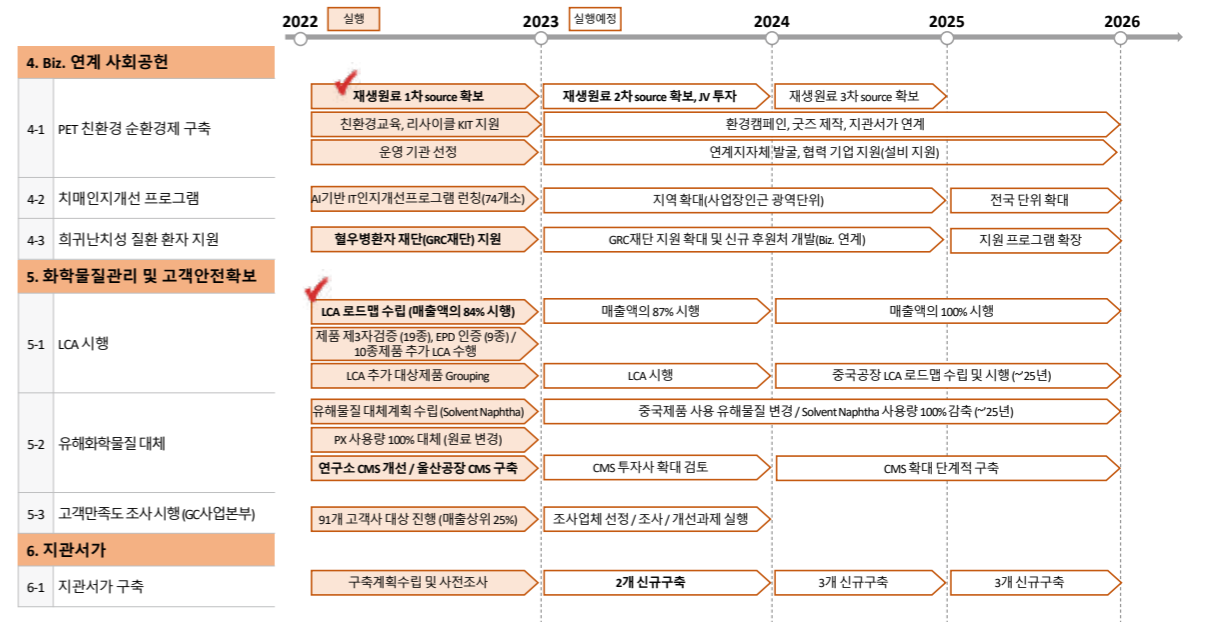 2022 실행 2023 실행예정 2024 2025 2026
4. Biz. 연계 사회공헌
재생원료 1차 source 확보 재생원료 2차 source 확보, JV 투자 재생원료 3차 source 확보
4-1 PET 친환경 순환경제 구축 친환경교육, 리사이클 KIT 지원 환경캠페인, 굿즈 제작, 지관서가 연계
운영 기관 선정 연계지자체 발굴, 협력 기업 지원(설비 지원)
4-2 치매인지개선 프로그램 AI기반 IT인지개선프로그램 런칭(74개소) 지역 확대(사업장인근 광역단위) 전국 단위 확대
4-3 희귀난치성 질환 환자 지원 혈우병환자 재단(GRC재단) 지원 GRC재단 지원 확대 및 신규 후원처 개발(Biz. 연계) 지원 프로그램 확장
5. 화학물질관리 및 고객안전확보
LCA 로드맵 수립 (매출액의 84% 시행) 매출액의 87% 시행 매출액의 100% 시행
5-1 LCA 시행 제품 제3자검증 (19종), EPD 인증 (9종) /
10종제품 추가 LCA 수행
LCA 추가 대상제품 Grouping LCA 시행 중국공장 LCA 로드맵 수립 및 시행 (~'25년)
유해물질 대체계획 수립(Solvent Naphtha) 중국제품 사용 유해물질 변경 / Solvent Naphtha 사용량 100% 감축 (~'25년)
5-2 유해화학물질 대체 PX 사용량 100% 대체 (원료 변경)
연구소 CMS 개선 / 울산공장 CMS 구축 CMS 투자사 확대 검토 CMS 확대 단계적 구축
5-3 고객만족도 조사 시행 (GC사업본부) 91개 고객사 대상 진행 (매출상위 25%) 조사업체 선정 / 조사 / 개선과제 실행
6. 지관서가
6-1 지관서가 구축 구축계획수립 및 사전조사 2개 신규구축 3개 신규구축 3개 신규구축